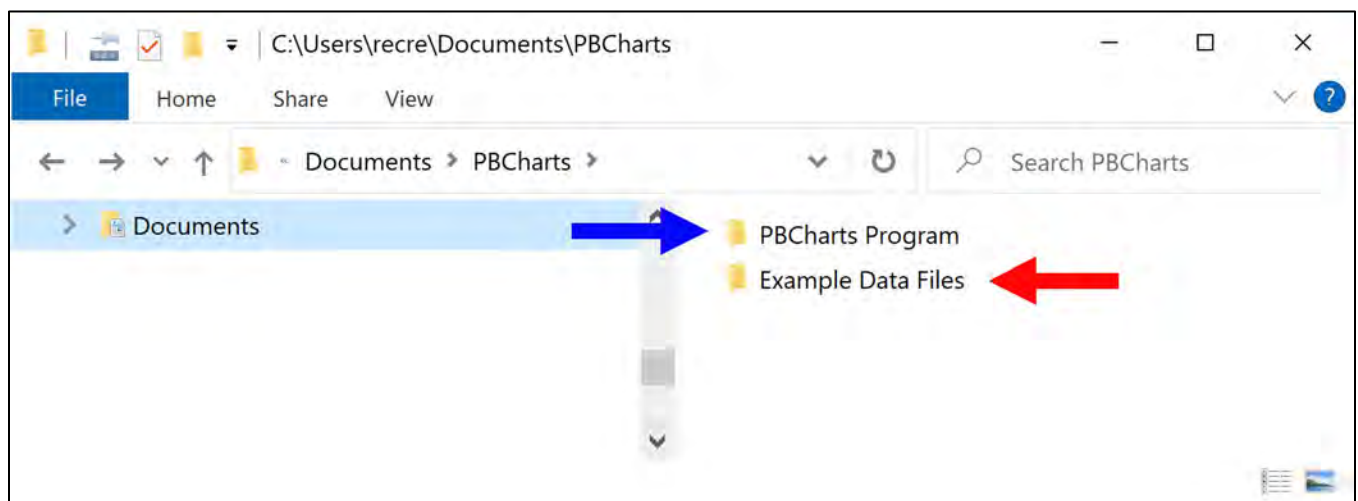 C:\Users\recre\Documents\PBCharts
File Home Share View
Documents PBCharts
Search PBCharts
Documents
PBCharts Program
Example Data Files